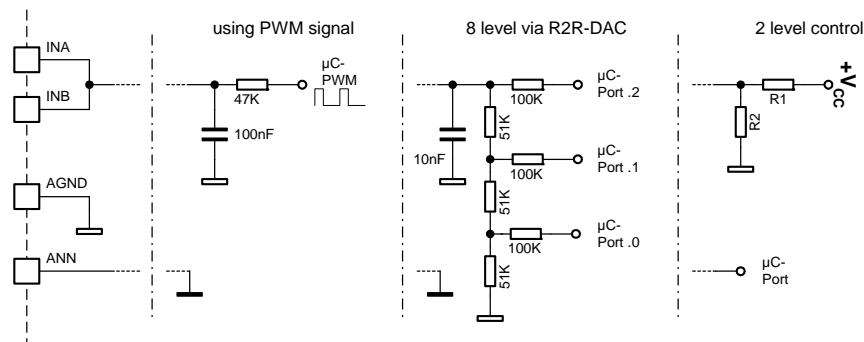 using PWM signal
8 level via R2R-DAC
2 level control
INA
INB
AGND
ANN
µC-
PWM
47K
100nF
µC-
Port .2
100K
51K
10nF
µC-
Port .1
100K
51K
µC-
Port .0
100K
51K
+VCC
R1
R2
µC-
Port